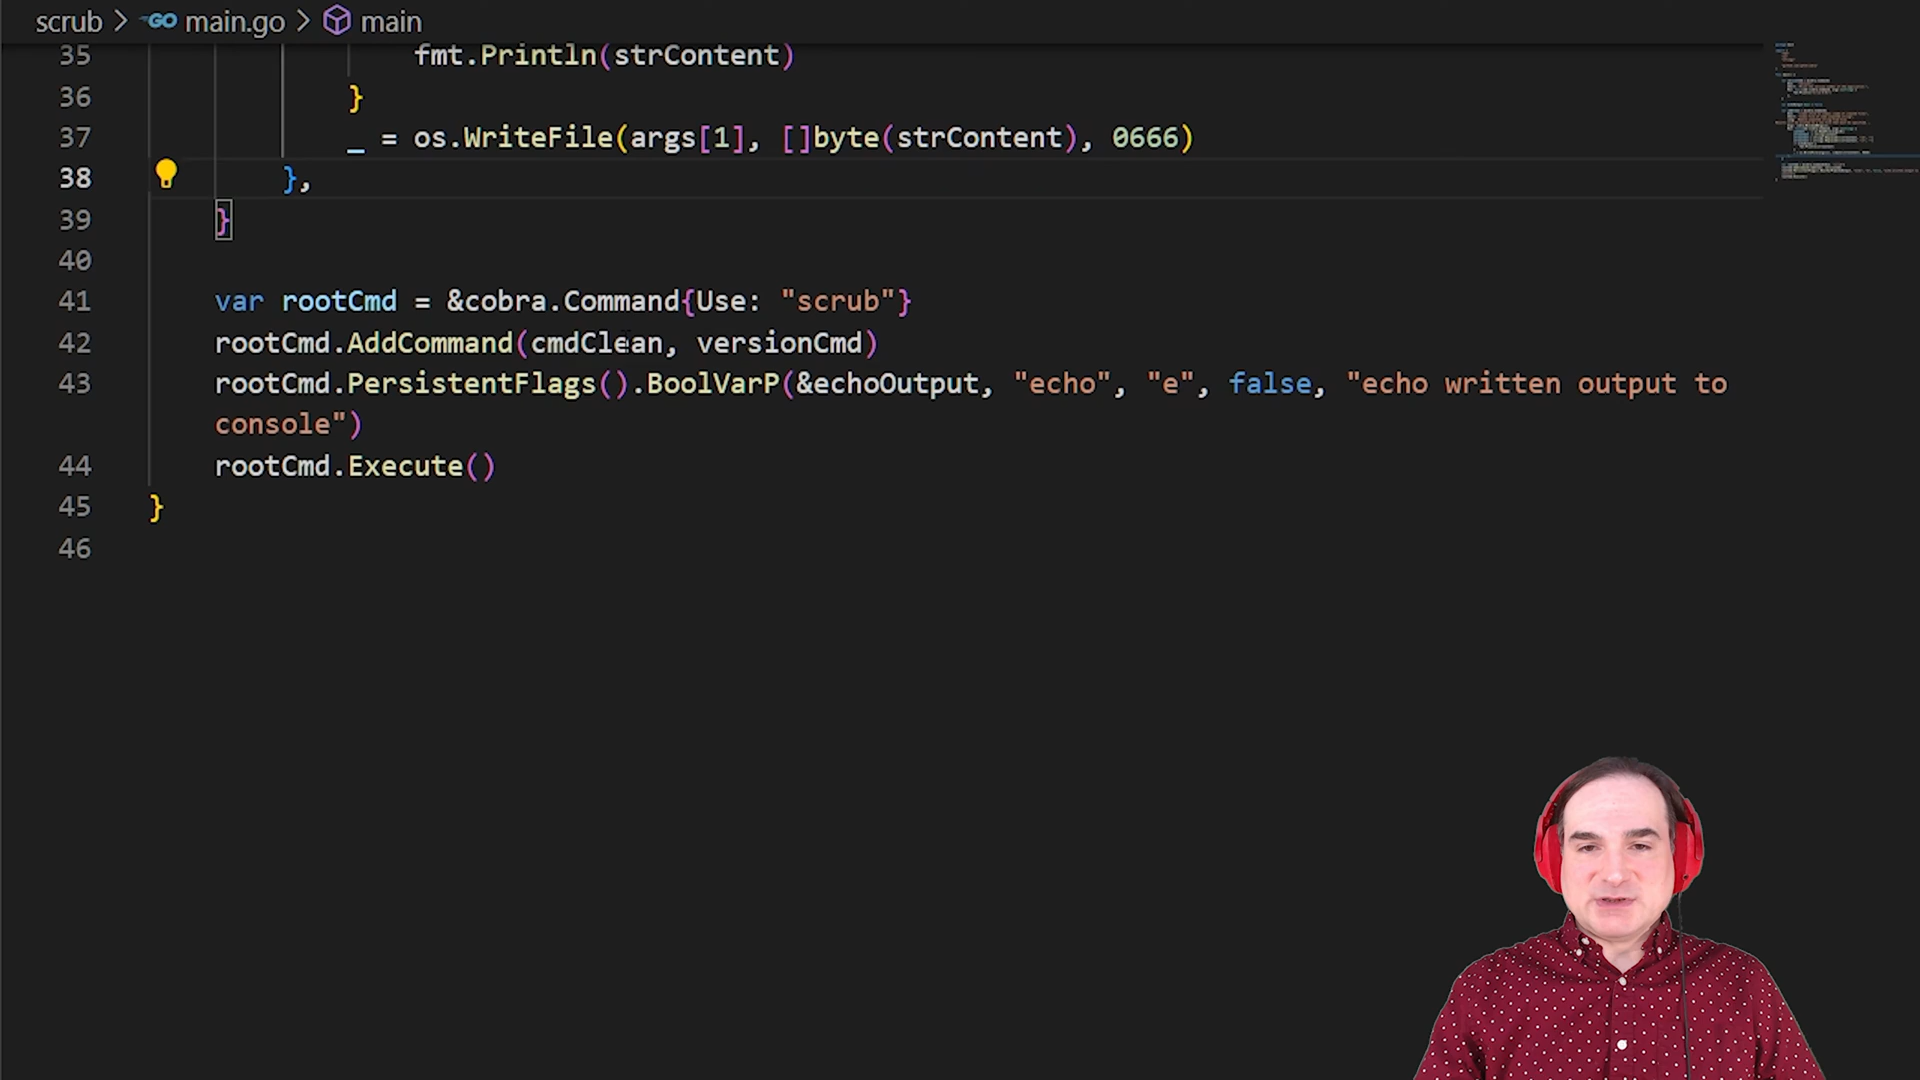 scrub > GO main.go > main
35 fmt.Println(strContent)
36 }
37 _ = os.WriteFile(args[1], []byte(strContent), 0666)
38 },
39 }
40
41 var rootCmd = &cobra.Command{Use: "scrub"}
42 rootCmd.AddCommand(cmdClean, versionCmd)
43 rootCmd.PersistentFlags().BoolVarP(&echoOutput, "echo", "e", false, "echo written output to
console")
44 rootCmd.Execute()
45 }
46